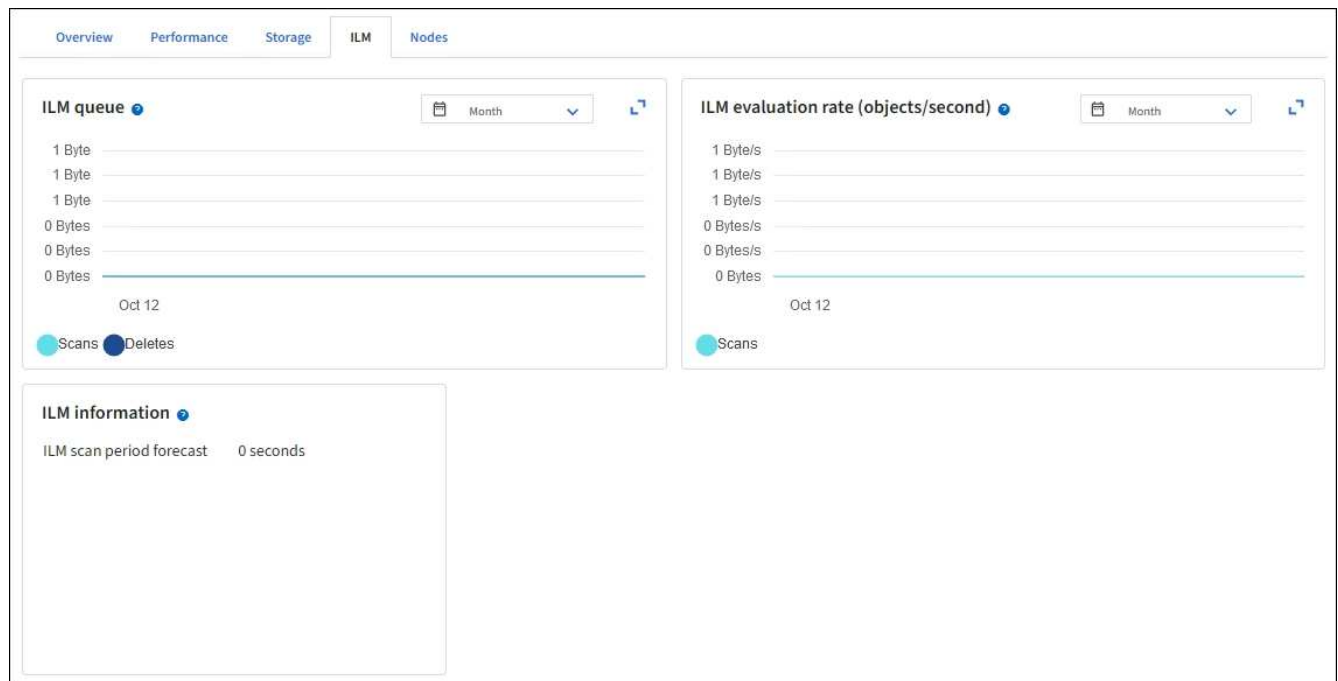 Overview Performance Storage ILM Nodes
ILM queue ?
Month
1 Byte
1 Byte
1 Byte
0 Bytes
0 Bytes
0 Bytes
Oct 12
Scans Deletes
ILM evaluation rate (objects/second) ?
Month
1 Byte/s
1 Byte/s
1 Byte/s
0 Bytes/s
0 Bytes/s
0 Bytes
Oct 12
Scans
ILM information ?
ILM scan period forecast 0 seconds